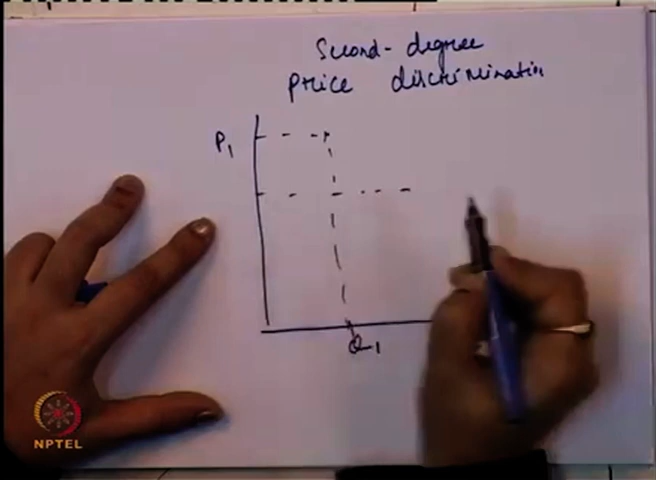 Second-degree
price discrimination
P1
Q1
NPTEL